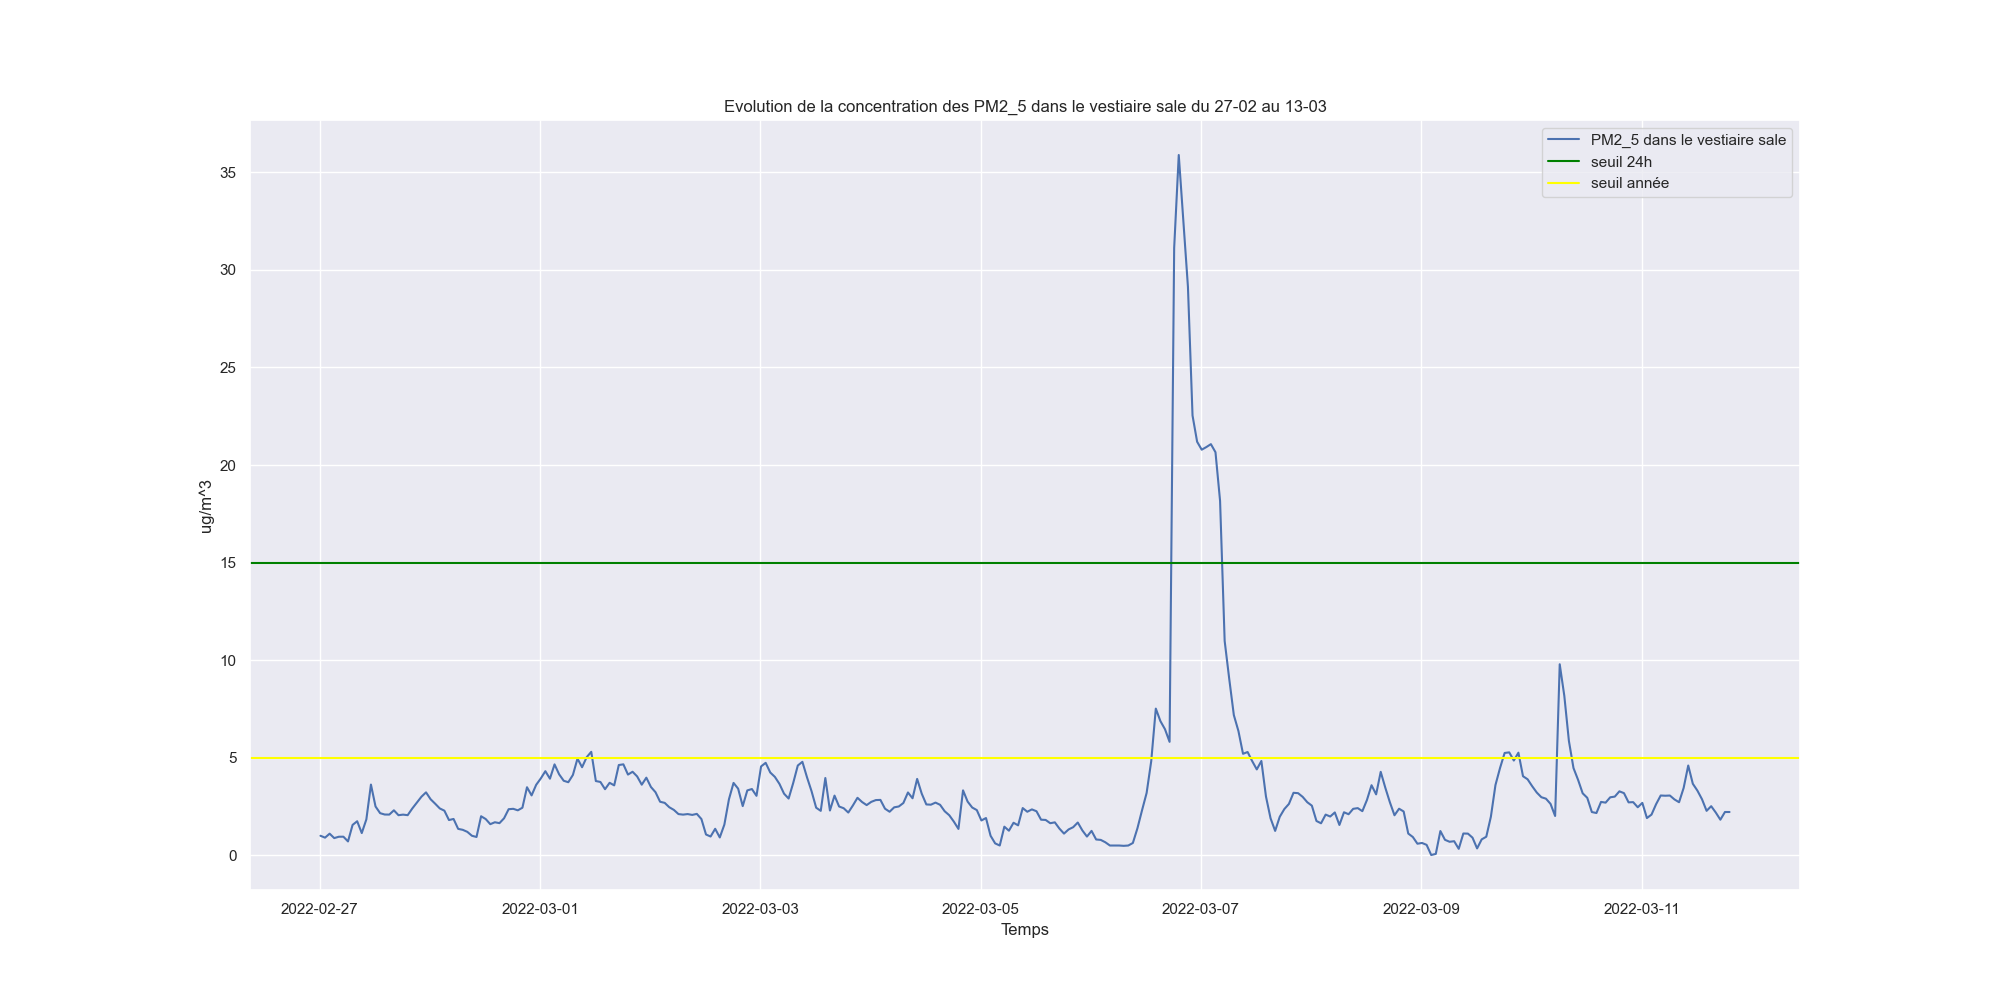 Evolution de la concentration des PM2_5 dans le vestiaire sale du 27-02 au 13-03
PM2_5 dans le vestiaire sale
seuil 24h
seuil année
35
30
25
20
15
10
5
0
ug/m^3
2022-02-27
2022-03-01
2022-03-03
2022-03-05
2022-03-07
2022-03-09
2022-03-11
Temps